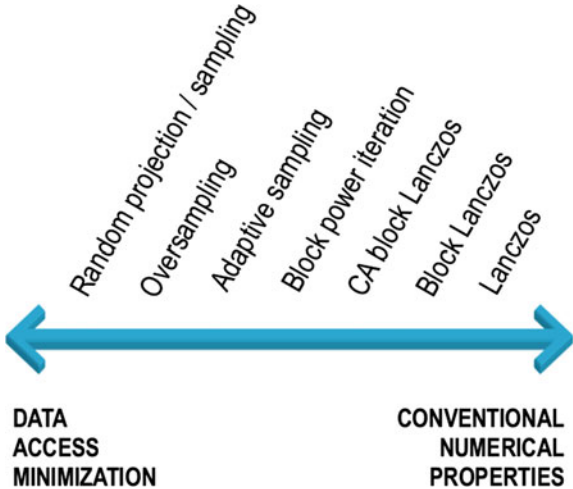 Random projection / sampling
Oversampling
Adaptive sampling
Block power iteration
CA block Lanczos
Block Lanczos
Lanczos
DATA
ACCESS
MINIMIZATION
CONVENTIONAL
NUMERICAL
PROPERTIES